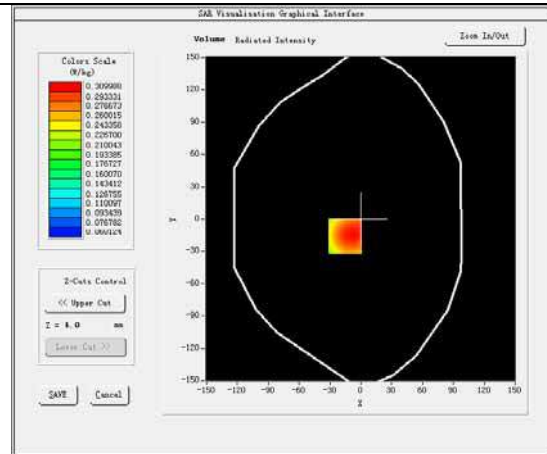 SAR Visualisation Graphical Interface
Volume Radiated Intensity
Zoom In/Out
Colors Scale
(W/kg)
0.309988
0.293331
0.276673
0.260015
0.243358
0.226700
0.210043
0.193385
0.176727
0.160070
0.143412
0.126755
0.110097
0.093439
0.076782
0.060124
Z-Cuts Control
<< Upper Cut
Z = 4.0 mm
Lower Cut >>
SAVE Cancel
150
120
90
60
30
0
-30
-60
-90
-120
-150
Y
-150 -120 -90 -60 -30 0 30 60 90 120 150
X